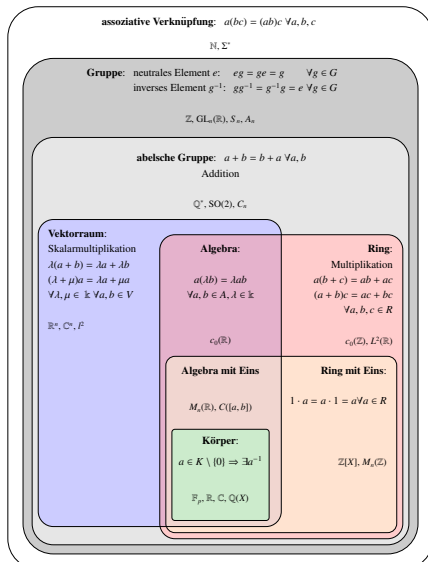 assoziative Verknüpfung: a(bc) = (ab)c ∀a, b, c
ℕ, Σ*
Gruppe: neutrales Element e: eg = ge = g ∀g ∈ G
inverses Element g⁻¹: gg⁻¹ = g⁻¹g = e ∀g ∈ G
ℤ, GLₙ(ℝ), Sₙ, Aₙ
abelsche Gruppe: a + b = b + a ∀a, b
Addition
ℚ*, SO(2), Cₙ
Vektorraum:
Skalarmultiplikation
λ(a + b) = λa + λb
(λ + μ)a = λa + μa
∀λ, μ ∈ 𝕜 ∀a, b ∈ V
ℝⁿ, ℂⁿ, l²
Algebra:
a(λb) = λab
∀a, b ∈ A, λ ∈ 𝕜
c₀(ℝ)
Ring:
Multiplikation
a(b + c) = ab + ac
(a + b)c = ac + bc
∀a, b, c ∈ R
c₀(ℤ), L²(ℝ)
Algebra mit Eins
Mₙ(ℝ), C([a, b])
Ring mit Eins:
1 · a = a · 1 = a∀a ∈ R
ℤ[X], Mₙ(ℤ)
Körper:
a ∈ K \ {0} ⇒ ∃a⁻¹
𝔽ₚ, ℝ, ℂ, ℚ(X)